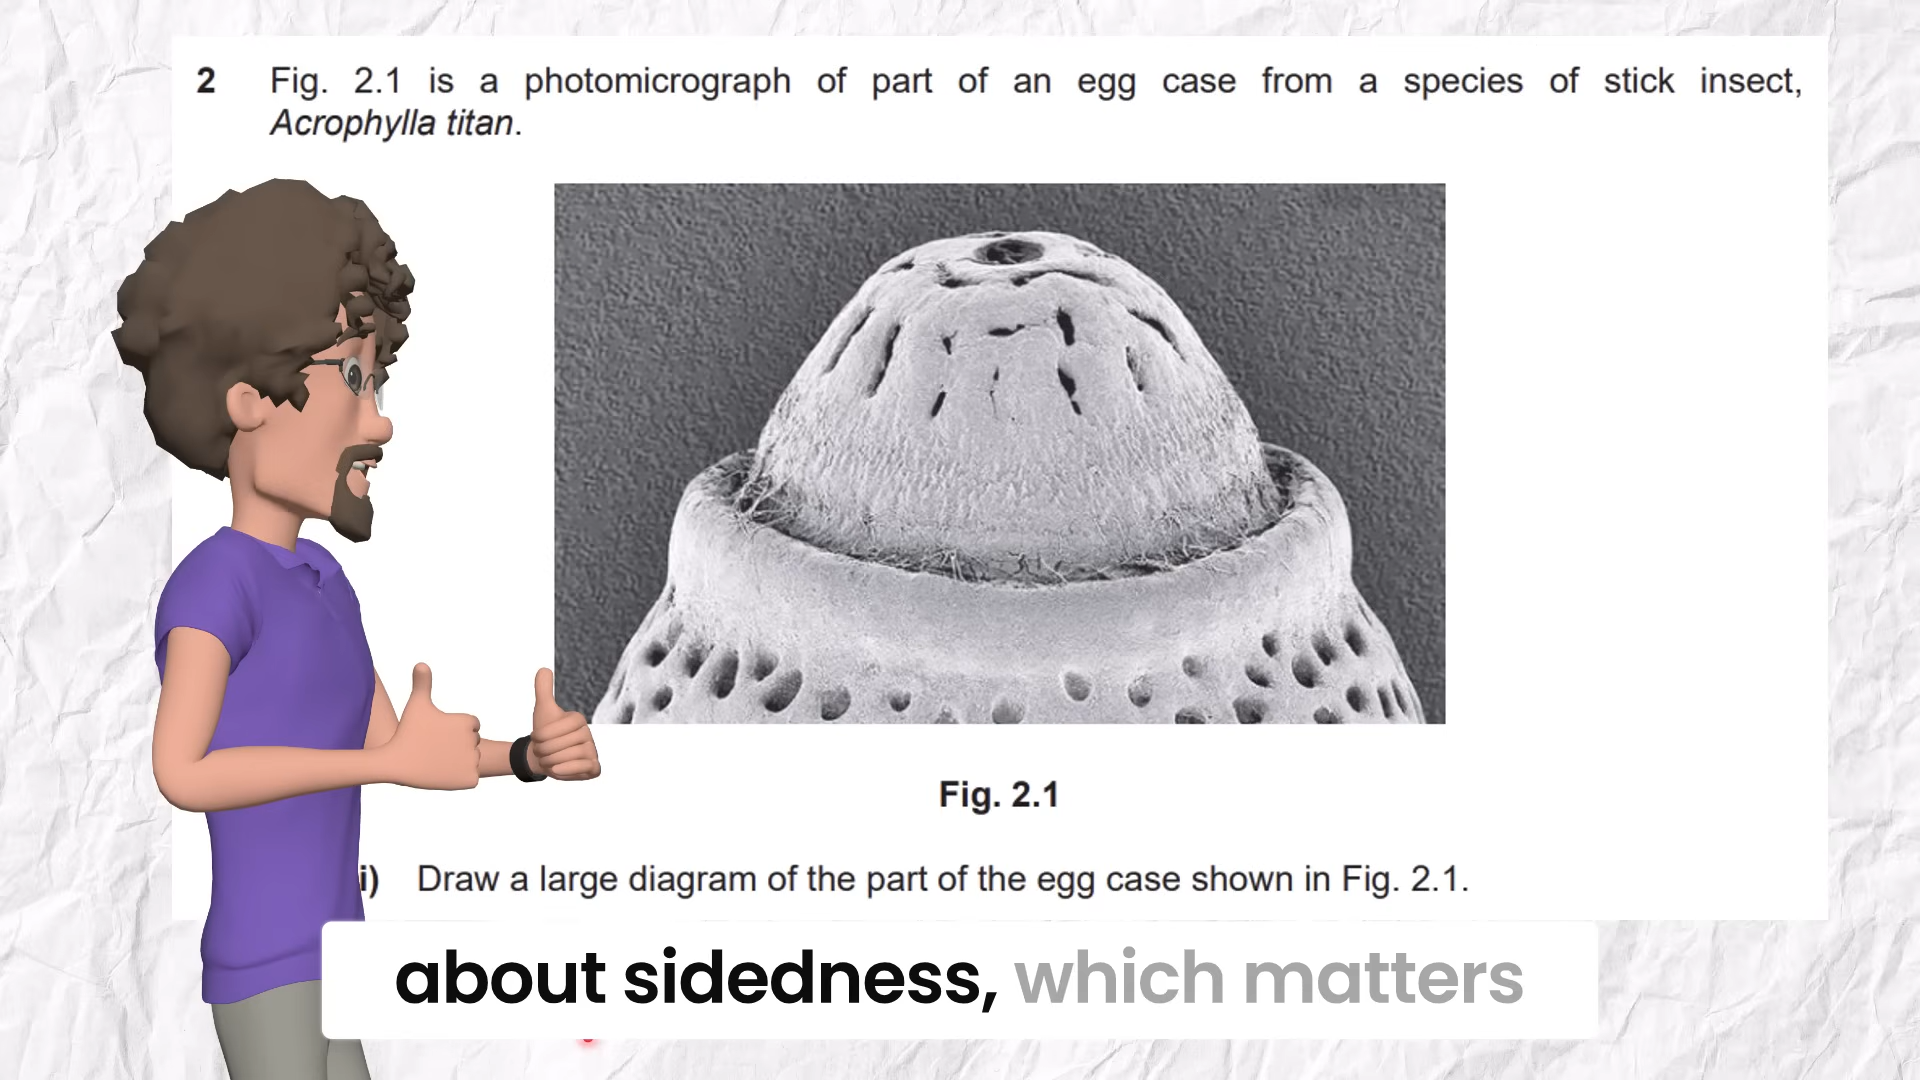 2 Fig. 2.1 is a photomicrograph of part of an egg case from a species of stick insect,
Acrophylla titan.
Fig. 2.1
i) Draw a large diagram of the part of the egg case shown in Fig. 2.1.
about sidedness, which matters